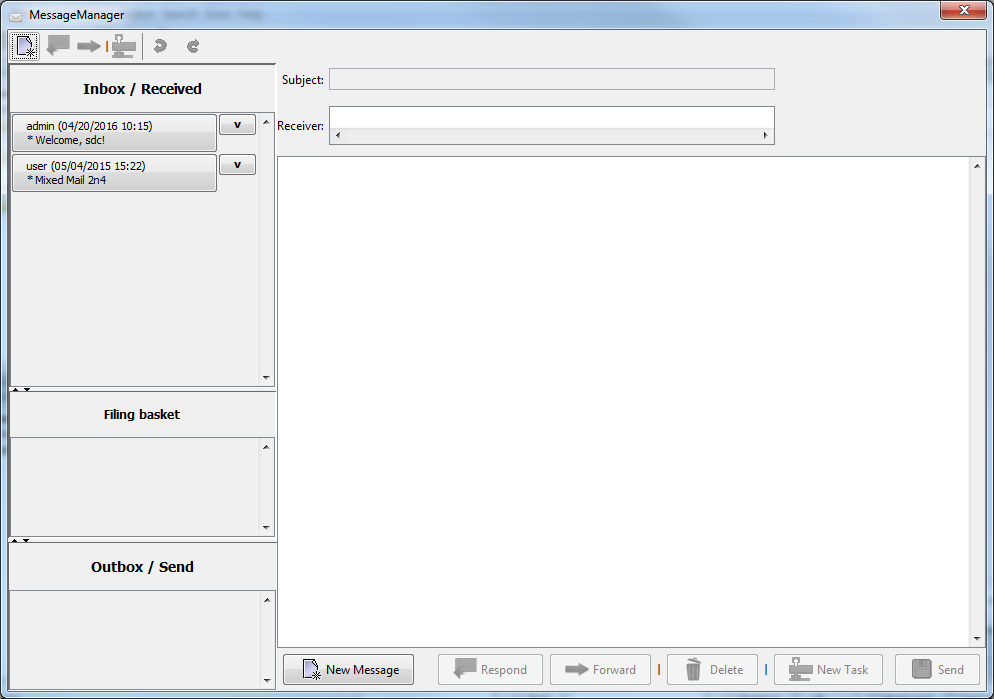 MessageManager
Inbox / Received
admin (04/20/2016 10:15)
* Welcome, sdc!
v
user (05/04/2015 15:22)
* Mixed Mail 2n4
v
Filing basket
Outbox / Send
Subject:
Receiver:
New Message
Respond
Forward
Delete
New Task
Send